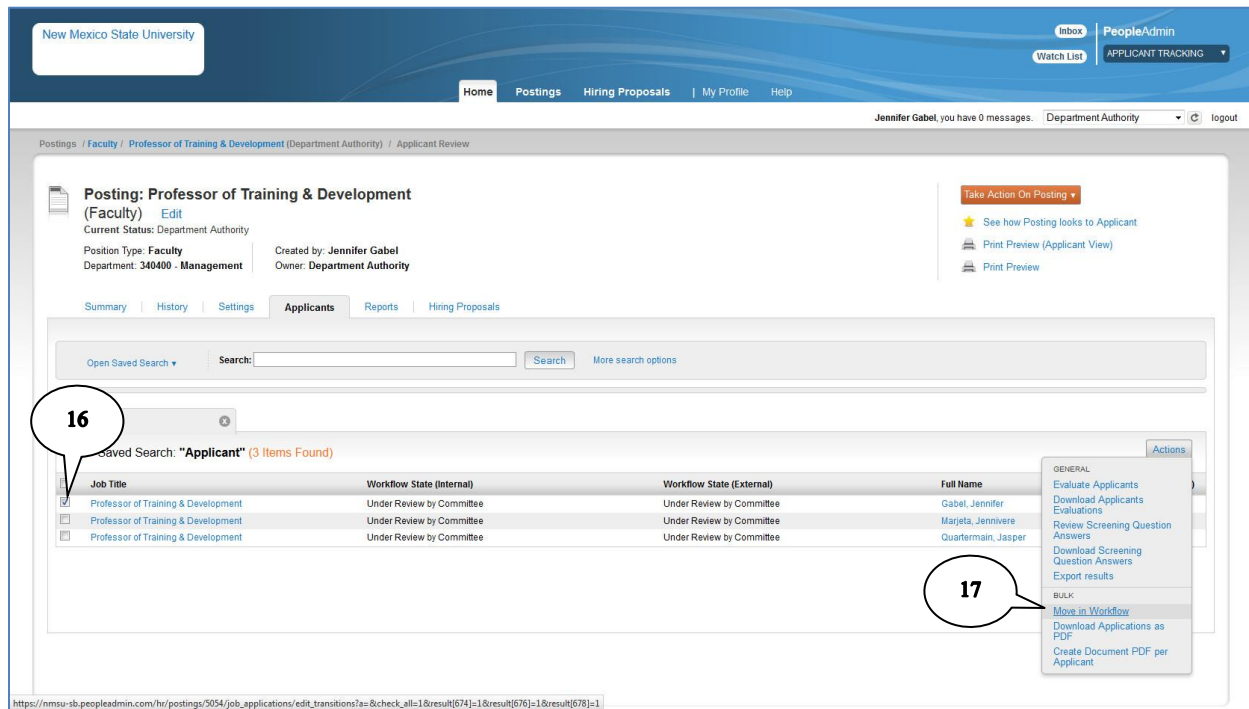 New Mexico State University
Inbox PeopleAdmin
Watch List APPLICANT TRACKING
Home Postings Hiring Proposals | My Profile Help
Jennifer Gabel, you have 0 messages. Department Authority logout
Postings / Faculty / Professor of Training & Development (Department Authority) / Applicant Review
Posting: Professor of Training & Development
(Faculty) Edit
Current Status: Department Authority
Position Type: Faculty Created by: Jennifer Gabel
Department: 340400 - Management Owner: Department Authority
Take Action On Posting
See how Posting looks to Applicant
Print Preview (Applicant View)
Print Preview
Summary | History | Settings Applicants Reports | Hiring Proposals
Open Saved Search Search: Search More search options
16
Saved Search: "Applicant" (3 Items Found) Actions
Job Title Workflow State (Internal) Workflow State (External) Full Name )
Professor of Training & Development Under Review by Committee Under Review by Committee Gabel, Jennifer
Professor of Training & Development Under Review by Committee Under Review by Committee Marjeta, Jennivere
Professor of Training & Development Under Review by Committee Under Review by Committee Quartermain, Jasper
GENERAL
Evaluate Applicants
Download Applicants
Evaluations
Review Screening Question
Answers
Download Screening
Question Answers
Export results
BULK
17
Move in Workflow
Download Applications as
PDF
Create Document PDF per
Applicant
https://nmsu-sb.peopleadmin.com/hr/postings/5054/job_applications/edit_transitions?a=&check_all=1&result[674]=1&result[676]=1&result[678]=1